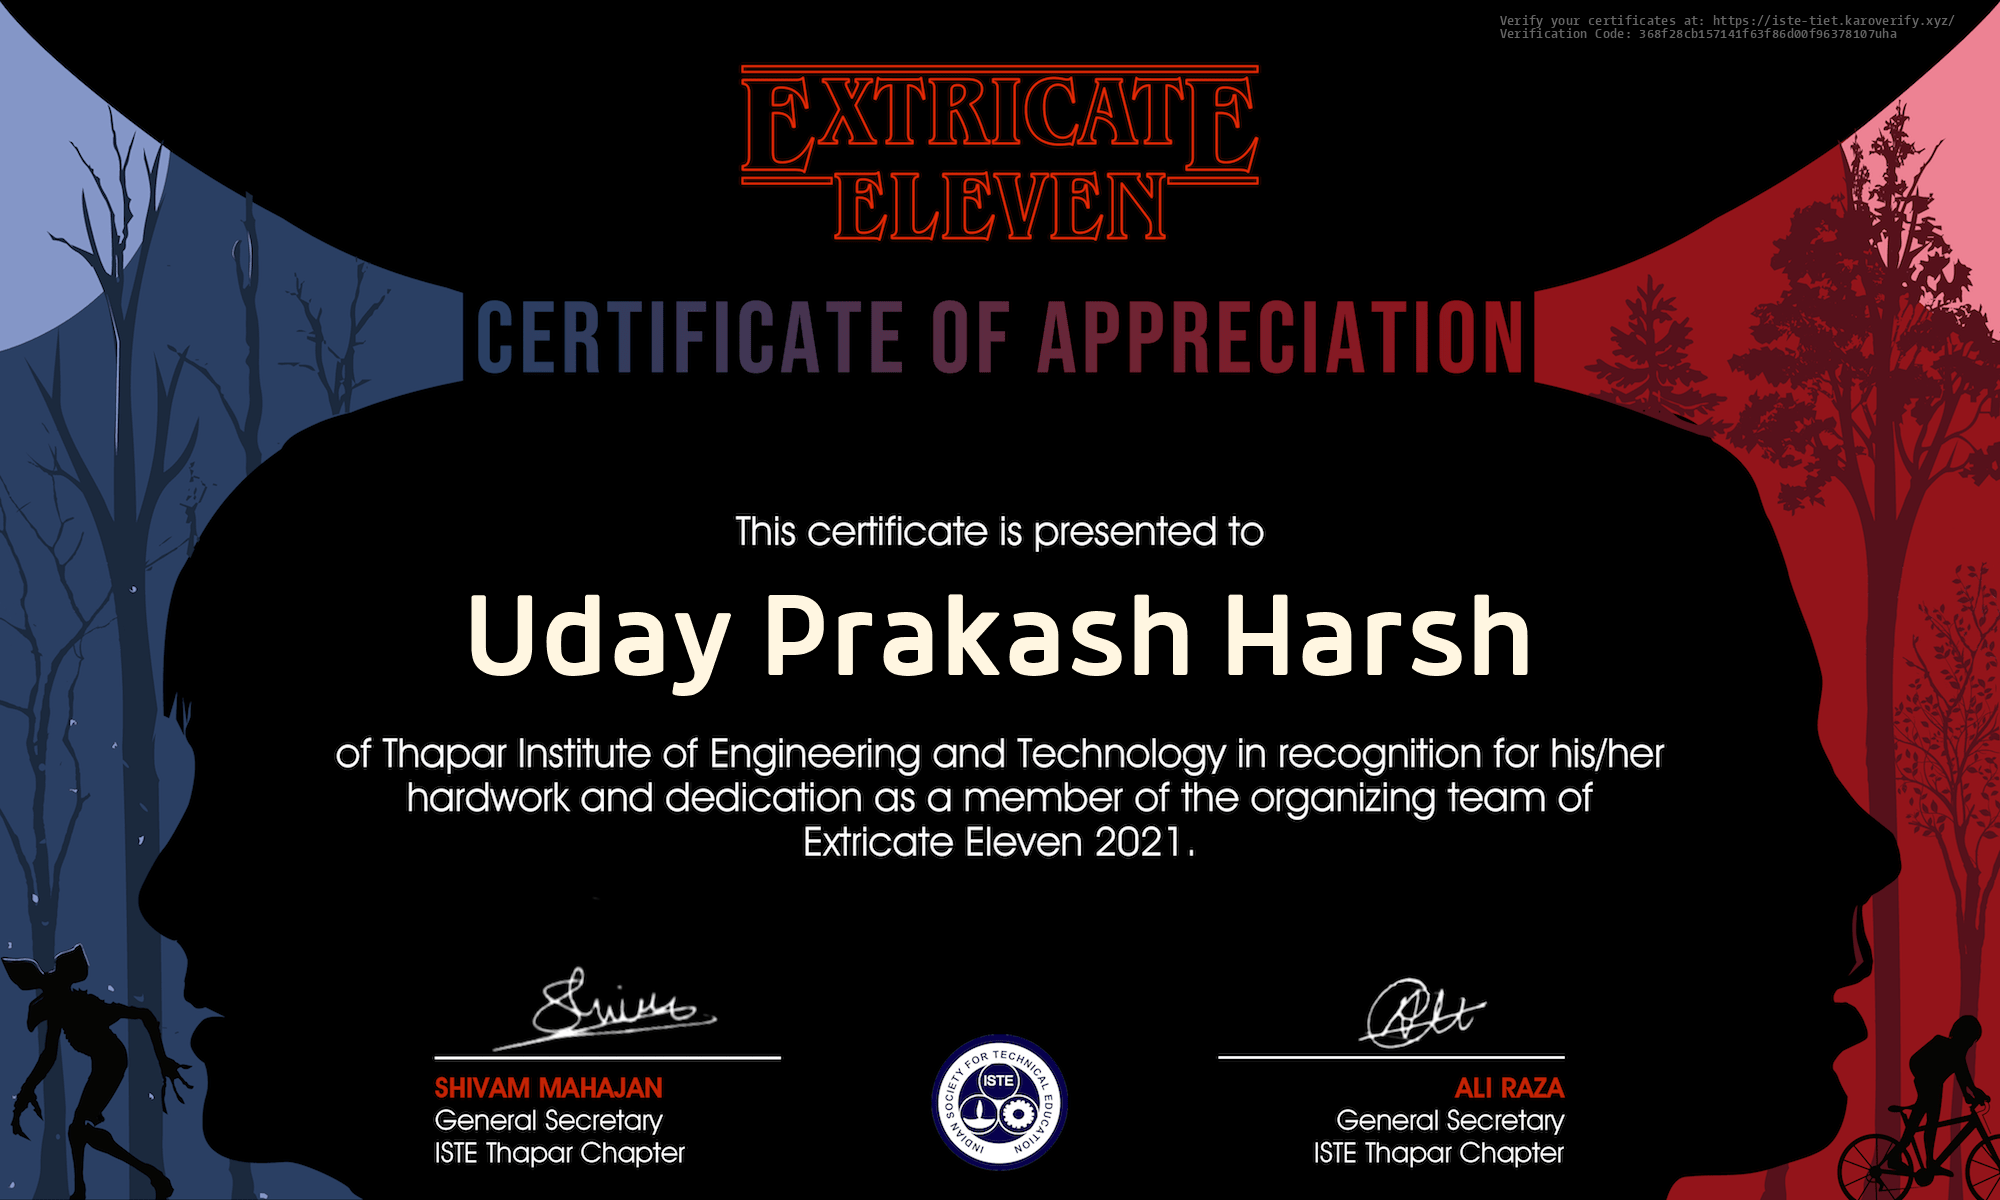 Verify your certificates at: https://iste-tiet.karoverify.xyz/
Verification Code: 368f28cb157141f63f86d00f96378107uha
EXTRICATE
ELEVEN
CERTIFICATE OF APPRECIATION
This certificate is presented to
Uday Prakash Harsh
of Thapar Institute of Engineering and Technology in recognition for his/her
hardwork and dedication as a member of the organizing team of
Extricate Eleven 2021.
SHIVAM MAHAJAN
General Secretary
ISTE Thapar Chapter
INDIAN SOCIETY FOR TECHNICAL EDUCATION
ISTE
ALI RAZA
General Secretary
ISTE Thapar Chapter